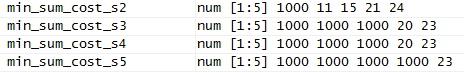 min_sum_cost_s2 num [1:5] 1000 11 15 21 24
min_sum_cost_s3 num [1:5] 1000 1000 1000 20 23
min_sum_cost_s4 num [1:5] 1000 1000 1000 20 23
min_sum_cost_s5 num [1:5] 1000 1000 1000 1000 23